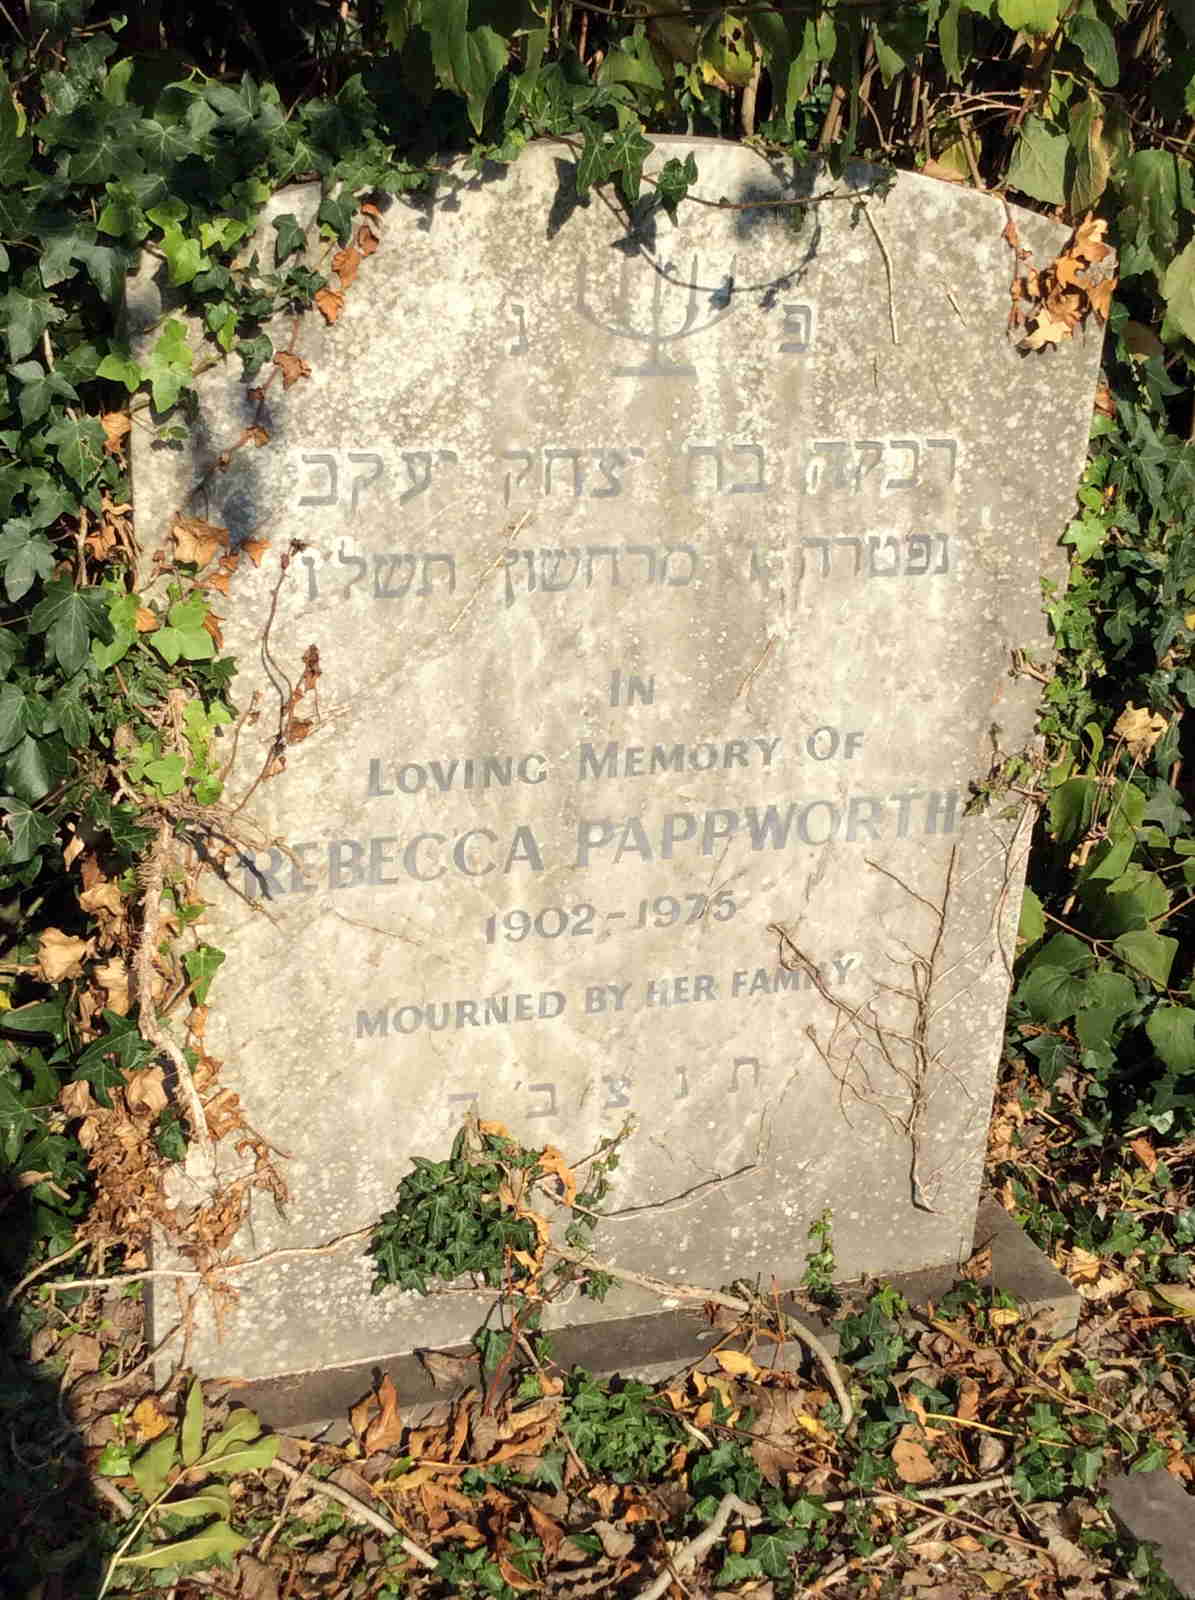 פ נ
רבקה בת יצחק יעקב
נפטרה מרחשון תשל'ו
IN
LOVING MEMORY OF
REBECCA PAPPWORTH
1902-1975
MOURNED BY HER FAMILY
ת נ צ ב' ה